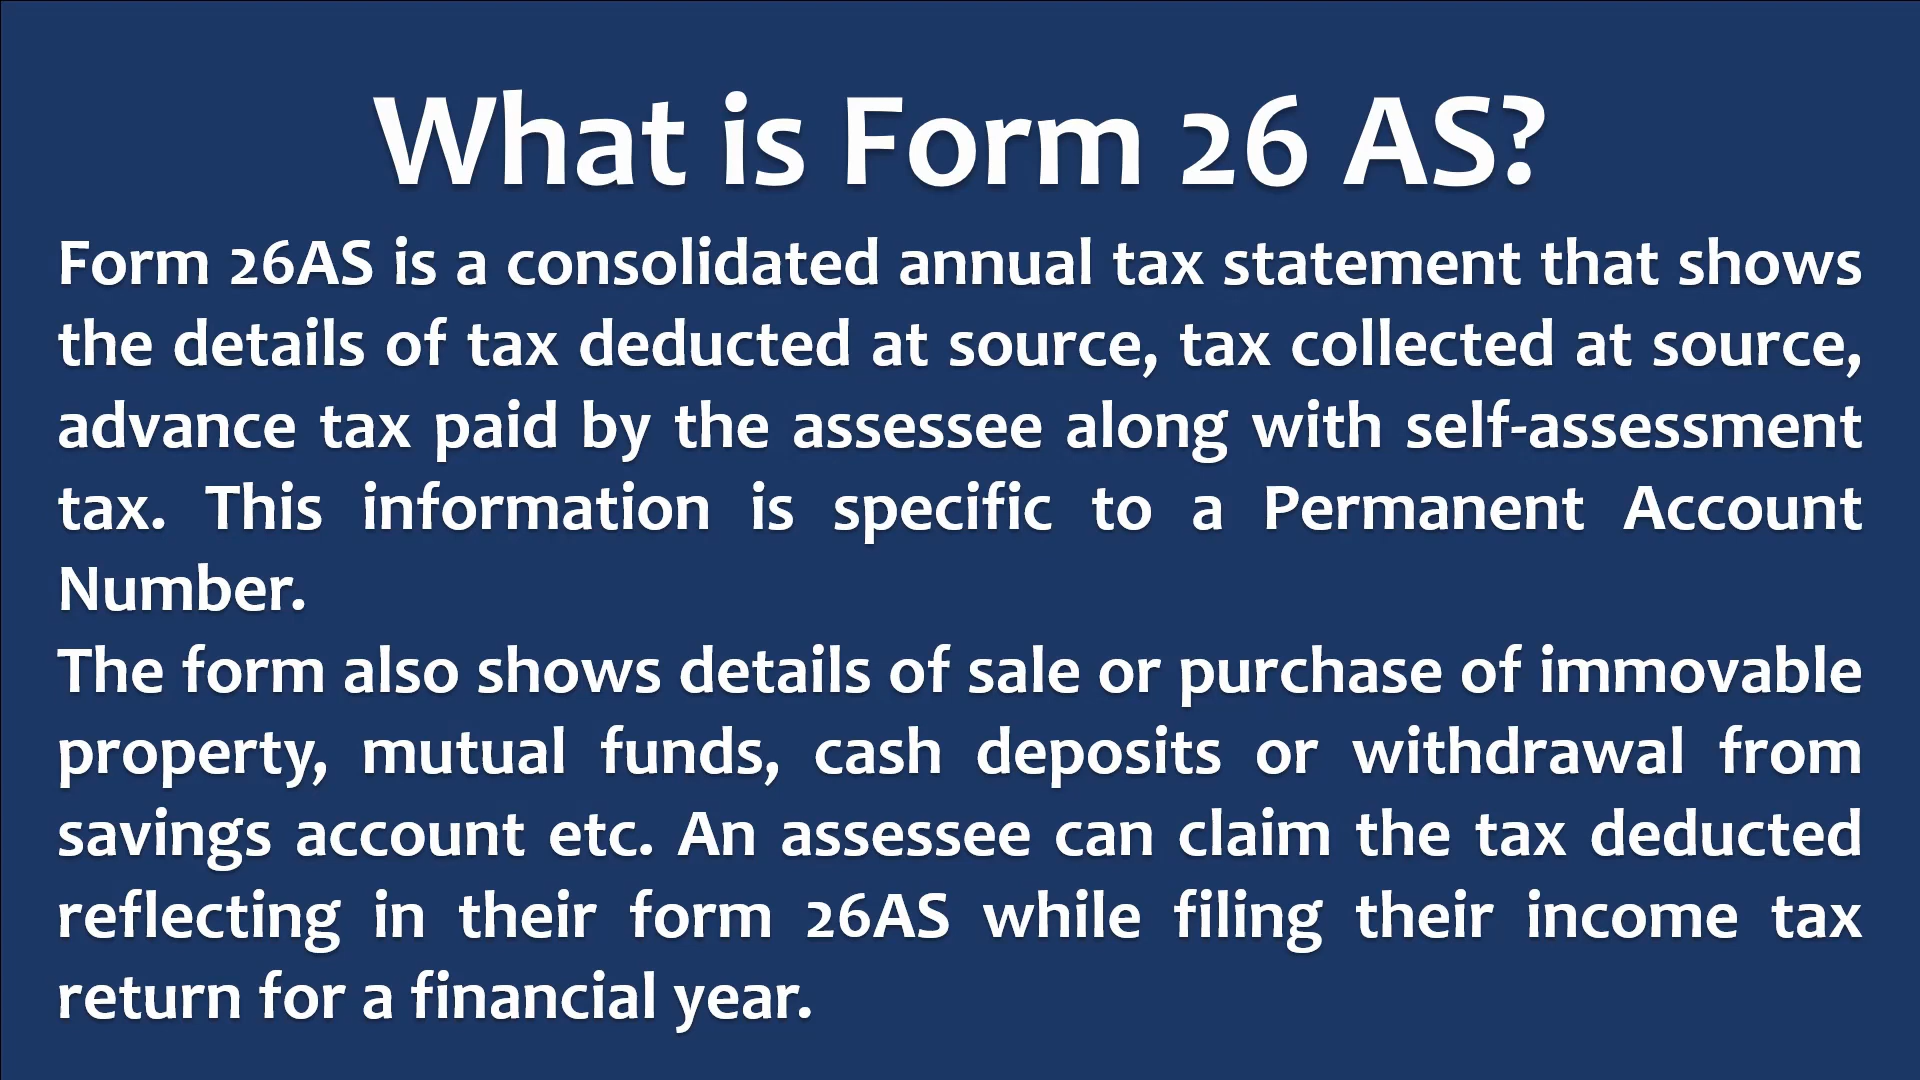 What is Form 26 AS?
Form 26AS is a consolidated annual tax statement that shows
the details of tax deducted at source, tax collected at source,
advance tax paid by the assessee along with self-assessment
tax. This information is specific to a Permanent Account
Number.
The form also shows details of sale or purchase of immovable
property, mutual funds, cash deposits or withdrawal from
savings account etc. An assessee can claim the tax deducted
reflecting in their form 26AS while filing their income tax
return for a financial year.